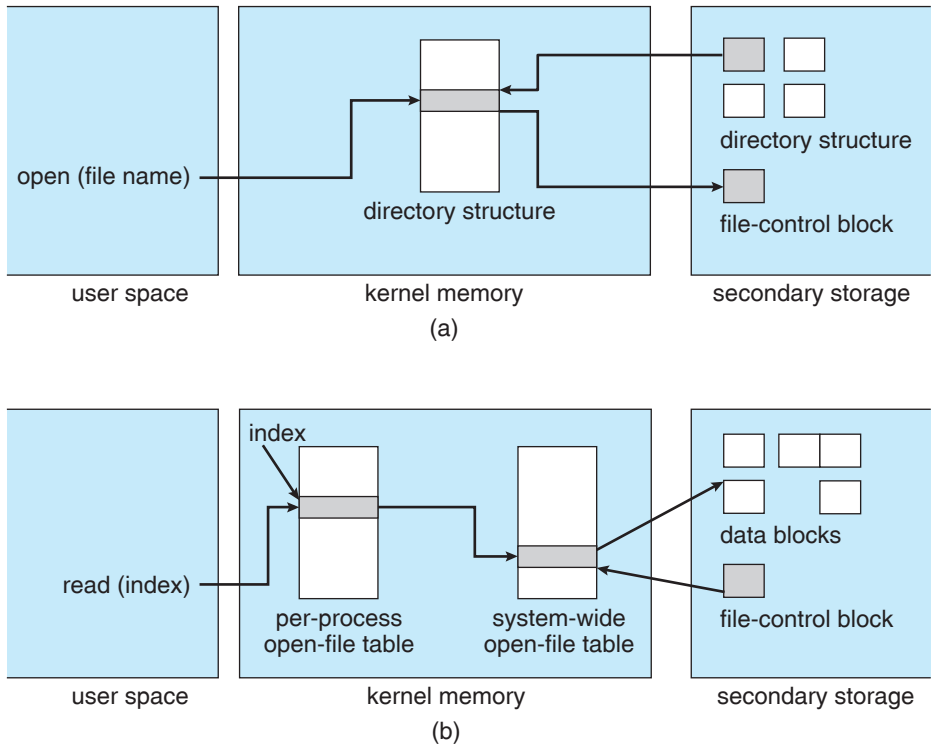 open (file name)
directory structure
directory structure
file-control block
user space
kernel memory
secondary storage
(a)
index
read (index)
per-process
open-file table
system-wide
open-file table
data blocks
file-control block
user space
kernel memory
secondary storage
(b)